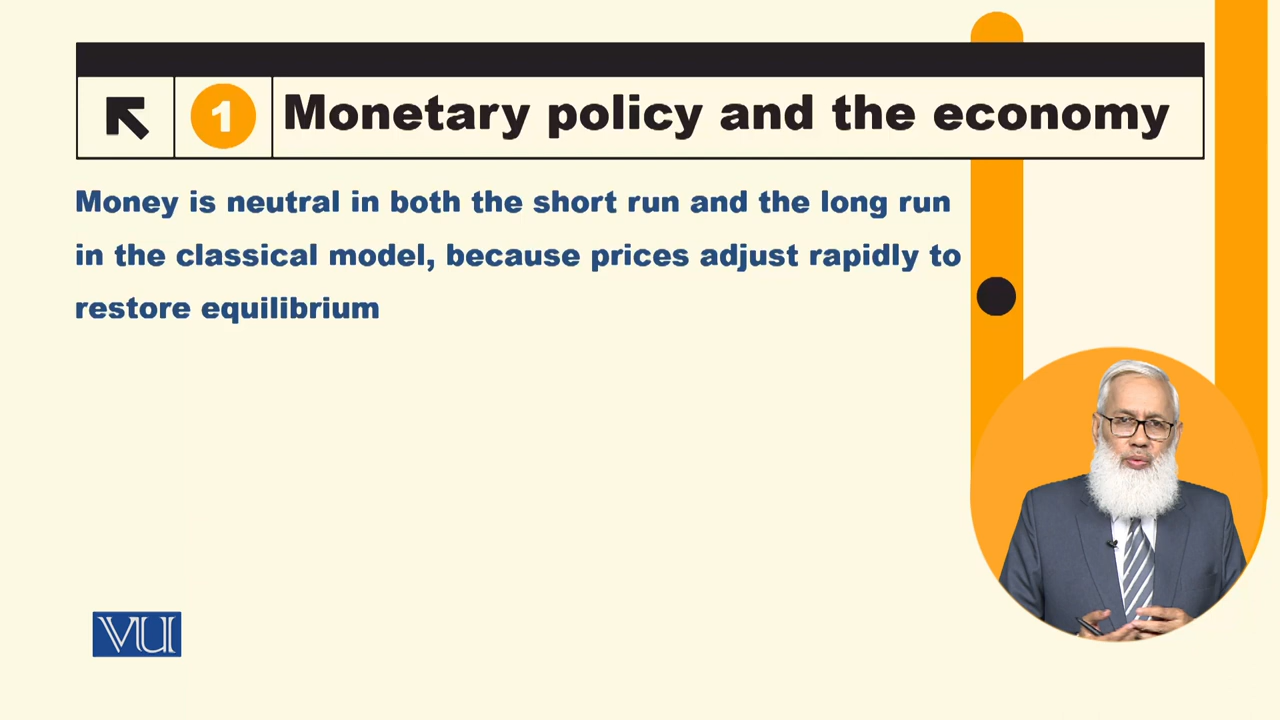 1 Monetary policy and the economy
Money is neutral in both the short run and the long run
in the classical model, because prices adjust rapidly to
restore equilibrium
VU